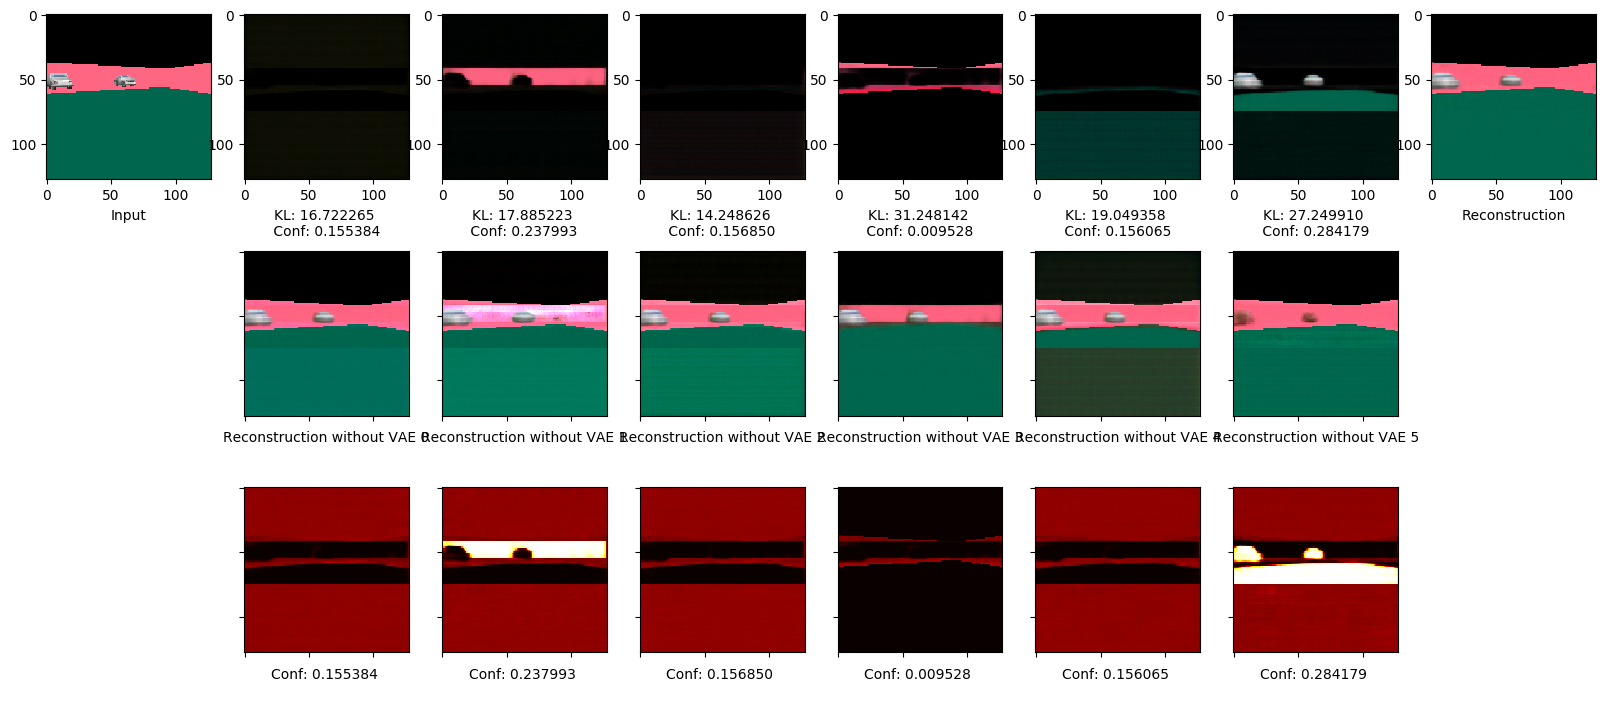 0
50
100
0 50 100
Input
0
50
100
0 50 100
KL: 16.722265
Conf: 0.155384
0
50
100
0 50 100
KL: 17.885223
Conf: 0.237993
0
50
100
0 50 100
KL: 14.248626
Conf: 0.156850
0
50
100
0 50 100
KL: 31.248142
Conf: 0.009528
0
50
100
0 50 100
KL: 19.049358
Conf: 0.156065
0
50
100
0 50 100
KL: 27.249910
Conf: 0.284179
0
50
100
0 50 100
Reconstruction
Reconstruction without VAE 0
Reconstruction without VAE 1
Reconstruction without VAE 2
Reconstruction without VAE 3
Reconstruction without VAE 4
Reconstruction without VAE 5
Conf: 0.155384
Conf: 0.237993
Conf: 0.156850
Conf: 0.009528
Conf: 0.156065
Conf: 0.284179